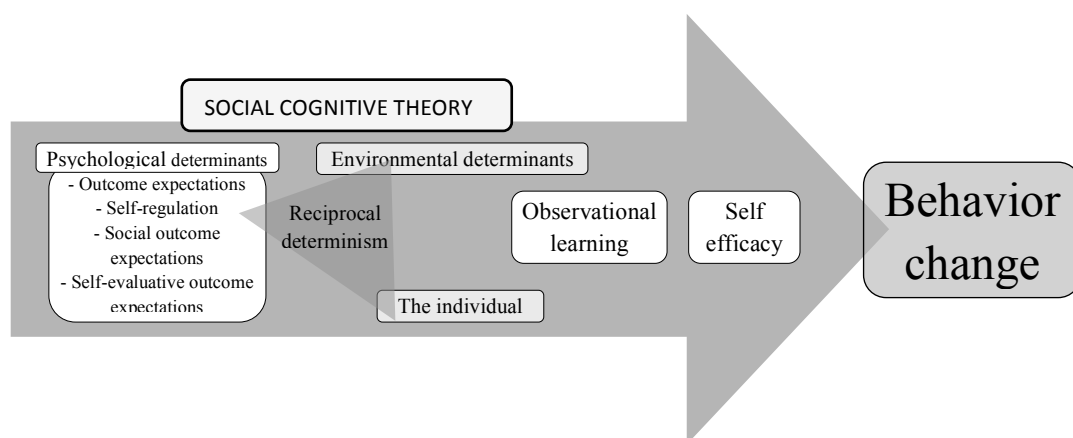 SOCIAL COGNITIVE THEORY
Psychological determinants
- Outcome expectations
- Self-regulation
- Social outcome
expectations
- Self-evaluative outcome
expectations
Environmental determinants
Reciprocal
determinism
The individual
Observational
learning
Self
efficacy
Behavior
change